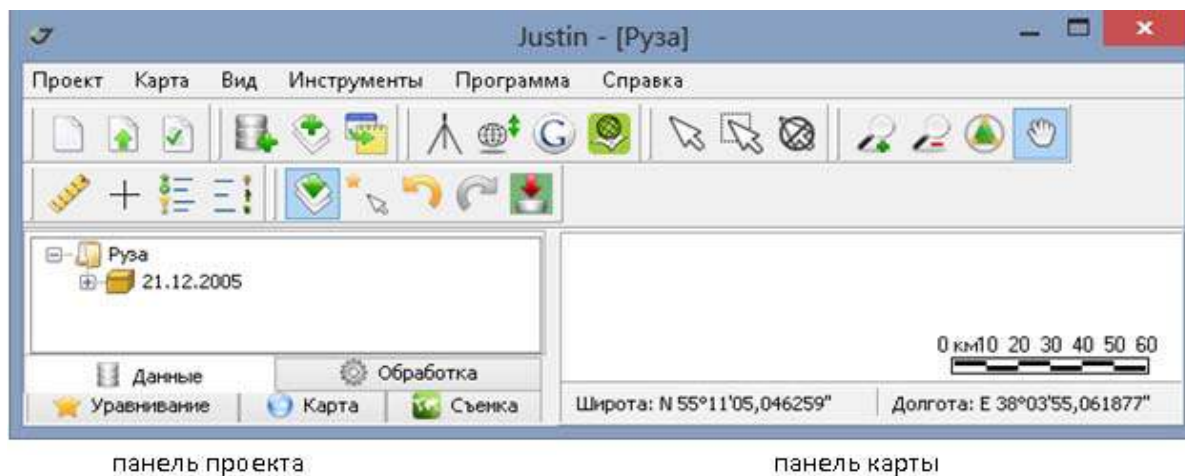 Justin - [Руза]
Проект Карта Вид Инструменты Программа Справка
G
Руза
21.12.2005
0 км10 20 30 40 50 60
Данные Обработка
Уравнивание Карта Съемка
Широта: N 55°11'05,046259" Долгота: E 38°03'55,061877"
панель проекта панель карты